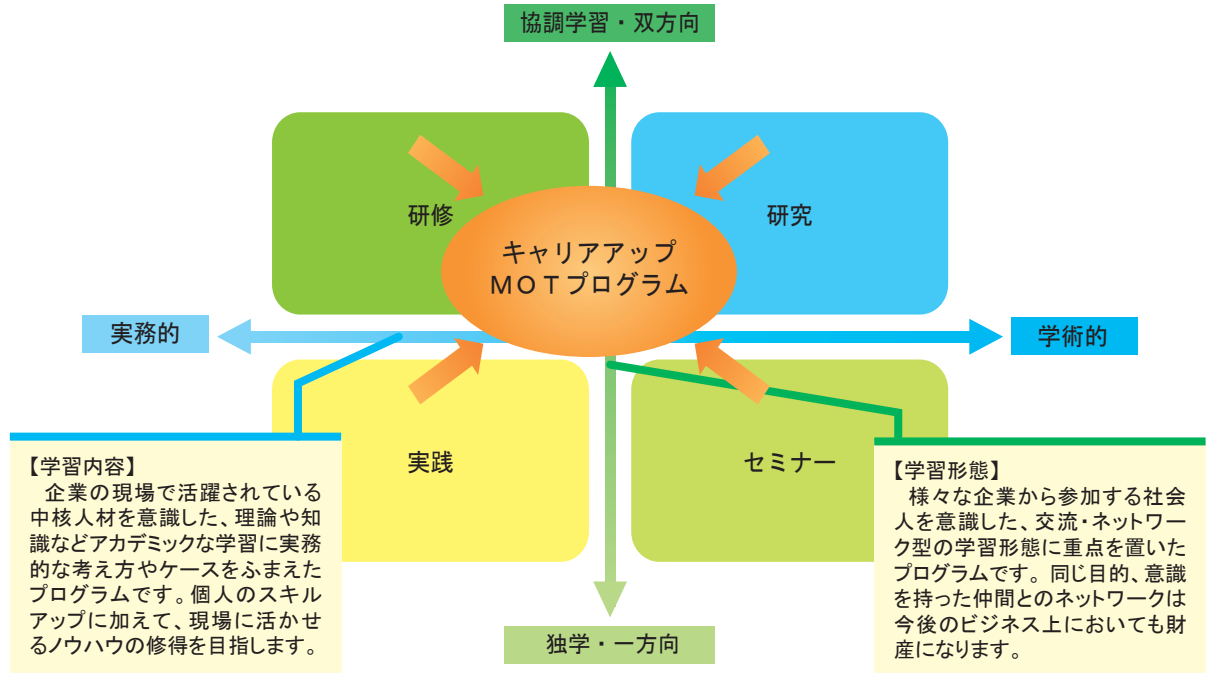 協調学習・双方向
研修
研究
キャリアアップ
ＭＯＴプログラム
実務的
学術的
実践
セミナー
【学習内容】
　企業の現場で活躍されている
中核人材を意識した、理論や知
識などアカデミックな学習に実務
的な考え方やケースをふまえた
プログラムです。個人のスキル
アップに加えて、現場に活かせ
るノウハウの修得を目指します。
【学習形態】
　様々な企業から参加する社会
人を意識した、交流・ネットワー
ク型の学習形態に重点を置いた
プログラムです。同じ目的、意識
を持った仲間とのネットワークは
今後のビジネス上においても財
産になります。
独学・一方向